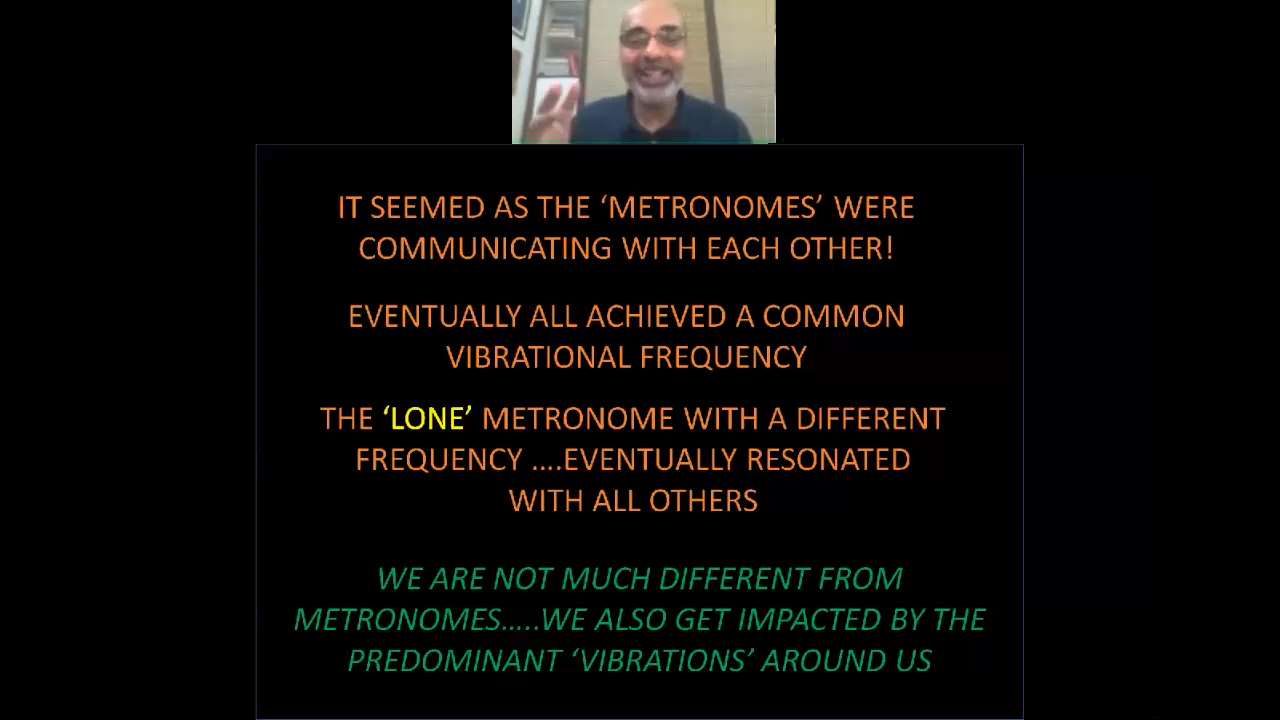 IT SEEMED AS THE ‘METRONOMES’ WERE
COMMUNICATING WITH EACH OTHER!
EVENTUALLY ALL ACHIEVED A COMMON
VIBRATIONAL FREQUENCY
THE ‘LONE’ METRONOME WITH A DIFFERENT
FREQUENCY ….EVENTUALLY RESONATED
WITH ALL OTHERS
WE ARE NOT MUCH DIFFERENT FROM
METRONOMES…..WE ALSO GET IMPACTED BY THE
PREDOMINANT ‘VIBRATIONS’ AROUND US